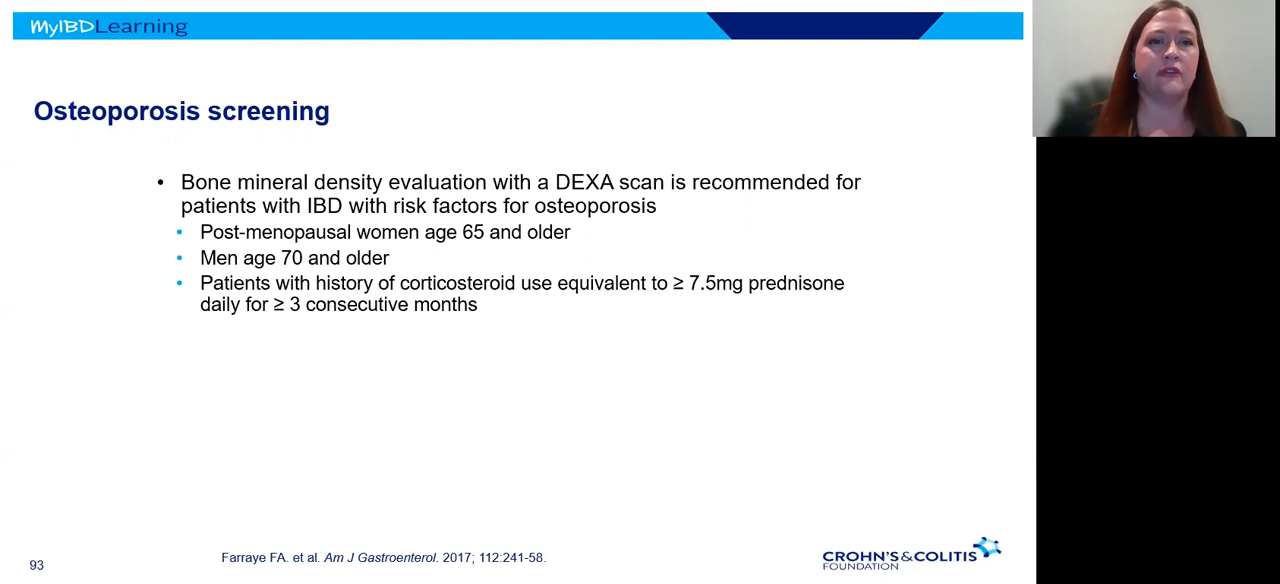 MyIBDLearning
Osteoporosis screening
• Bone mineral density evaluation with a DEXA scan is recommended for
patients with IBD with risk factors for osteoporosis
• Post-menopausal women age 65 and older
• Men age 70 and older
• Patients with history of corticosteroid use equivalent to ≥ 7.5mg prednisone
daily for ≥ 3 consecutive months
93
Farraye FA. et al. Am J Gastroenterol. 2017; 112:241-58.
CROHN'S & COLITIS
FOUNDATION